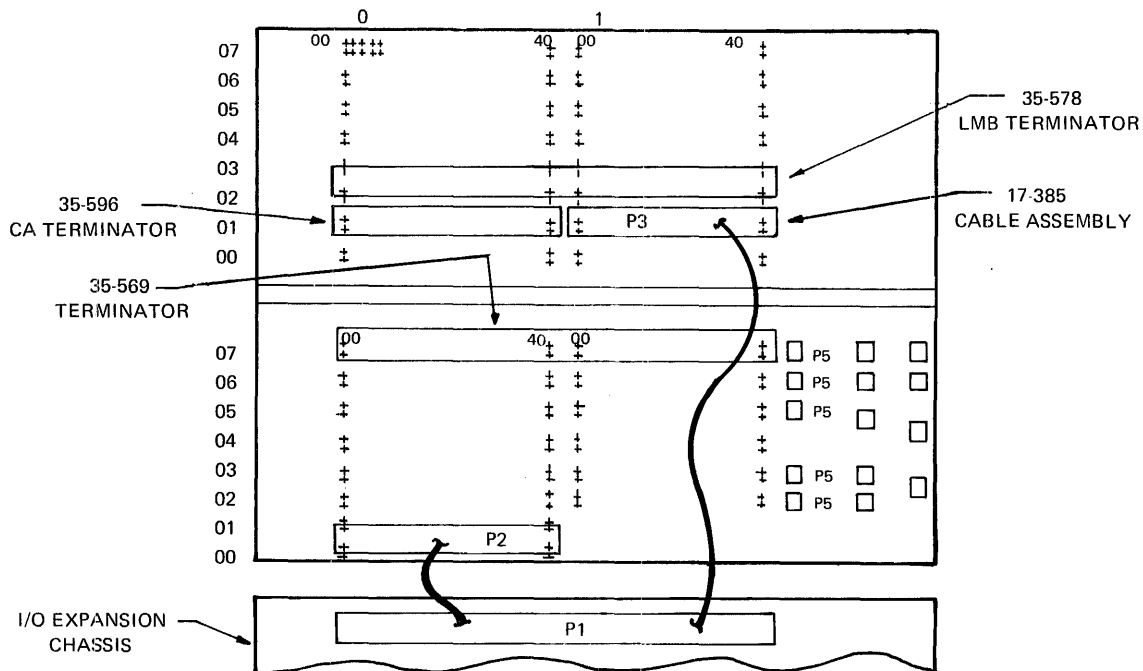 0 1
00 40 00 40
07
06
05
04
03
02
01
00
35-578
LMB TERMINATOR
35-596
CA TERMINATOR
P3
17-385
CABLE ASSEMBLY
35-569
TERMINATOR
00 40 00
07 P5
06 P5
05 P5
04
03 P5
02 P5
01
P2
00
I/O EXPANSION
CHASSIS
P1